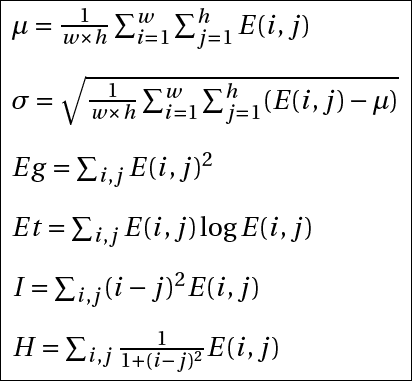 μ = \frac{1}{w×h} \sum_{i=1}^{w} \sum_{j=1}^{h} E(i,j)
σ = \sqrt{\frac{1}{w×h} \sum_{i=1}^{w} \sum_{j=1}^{h} (E(i,j) − μ)}
Eg = \sum_{i,j} E(i,j)^2
Et = \sum_{i,j} E(i,j) log E(i,j)
I = \sum_{i,j} (i − j)^2 E(i,j)
H = \sum_{i,j} \frac{1}{1+(i−j)^2} E(i,j)